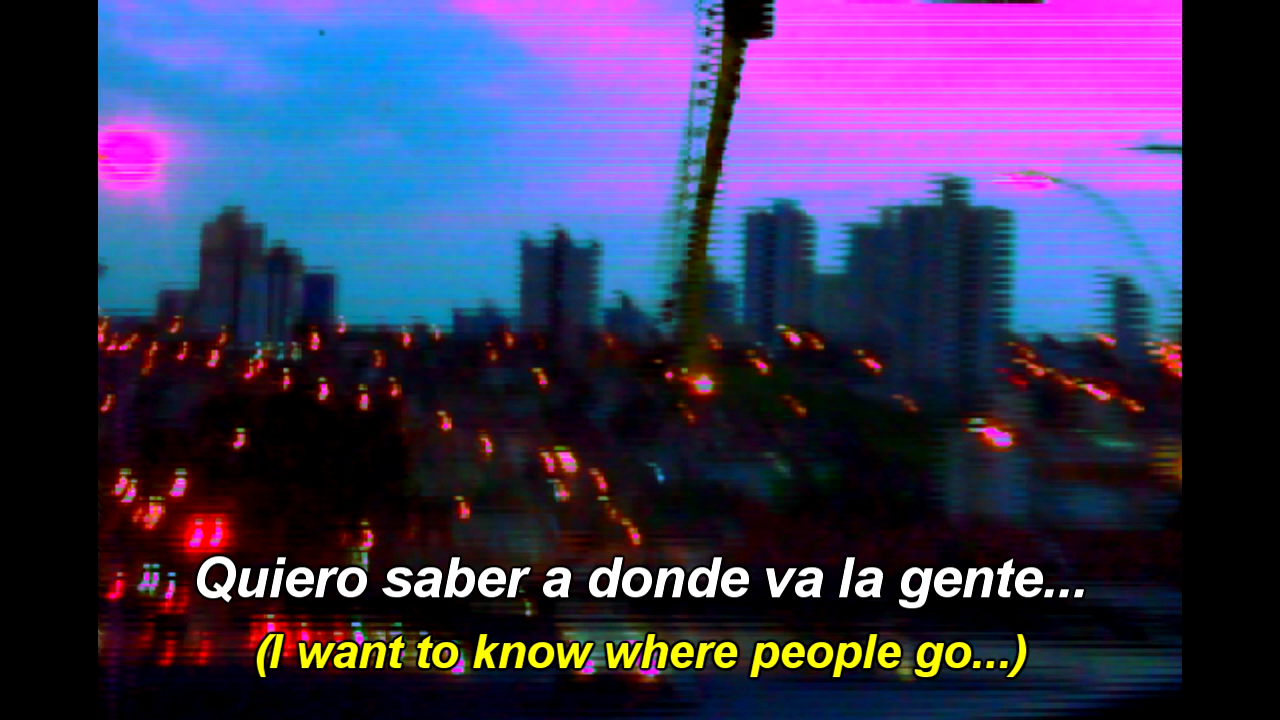 Quiero saber a donde va la gente...
(I want to know where people go...)